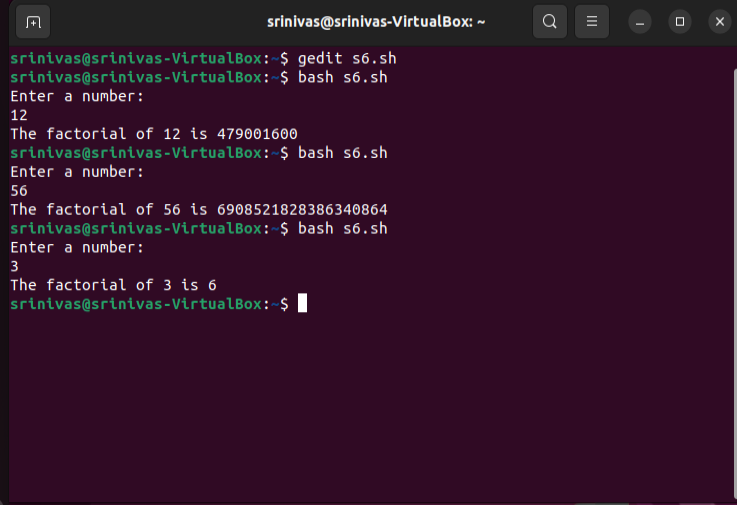 srinivas@srinivas-VirtualBox: ~
srinivas@srinivas-VirtualBox:~$ gedit s6.sh
srinivas@srinivas-VirtualBox:~$ bash s6.sh
Enter a number:
12
The factorial of 12 is 479001600
srinivas@srinivas-VirtualBox:~$ bash s6.sh
Enter a number:
56
The factorial of 56 is 6908521828386340864
srinivas@srinivas-VirtualBox:~$ bash s6.sh
Enter a number:
3
The factorial of 3 is 6
srinivas@srinivas-VirtualBox:~$